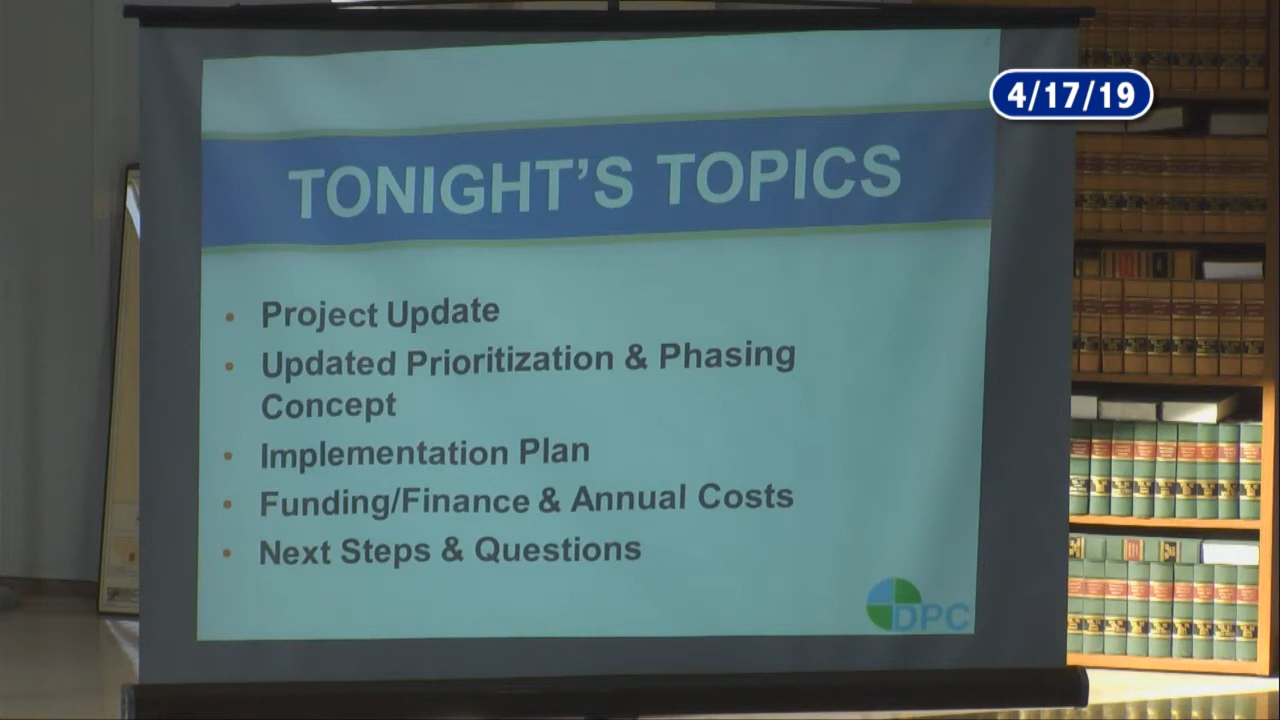 4/17/19
TONIGHT'S TOPICS
• Project Update
• Updated Prioritization & Phasing
Concept
• Implementation Plan
• Funding/Finance & Annual Costs
• Next Steps & Questions
DPC